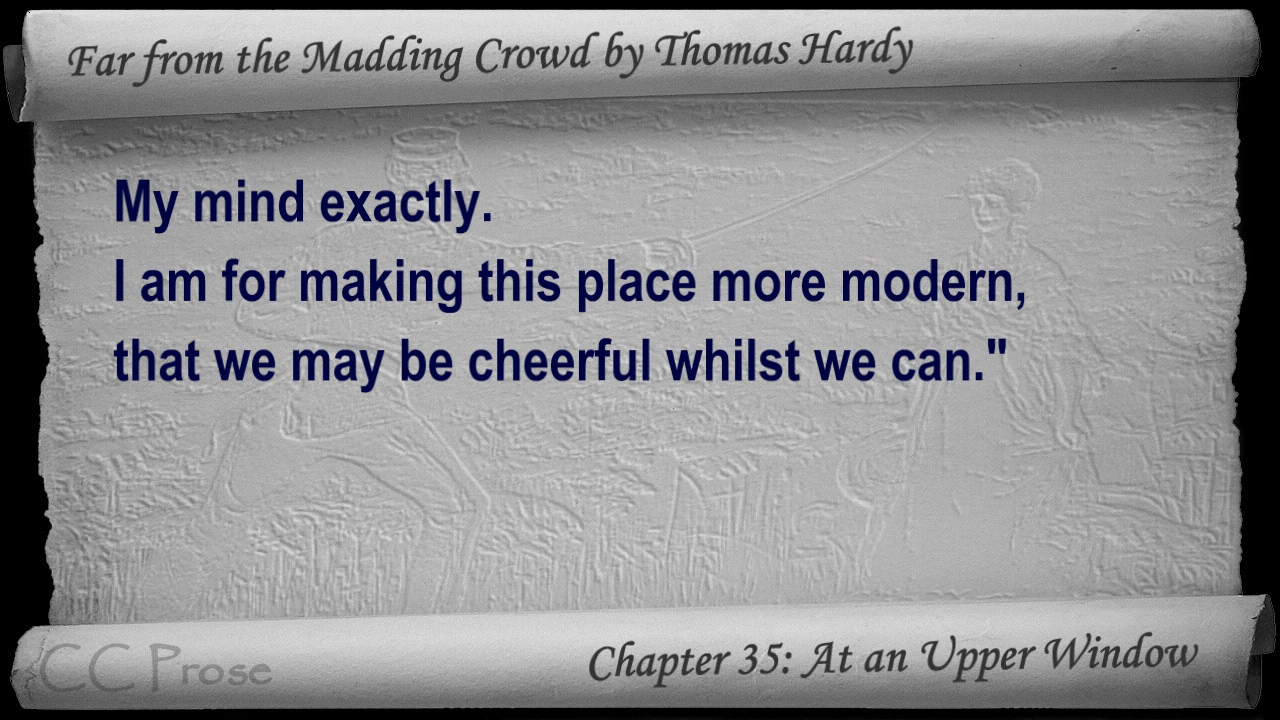 Far from the Madding Crowd by Thomas Hardy
My mind exactly.
I am for making this place more modern,
that we may be cheerful whilst we can."
CC Prose
Chapter 35: At an Upper Window